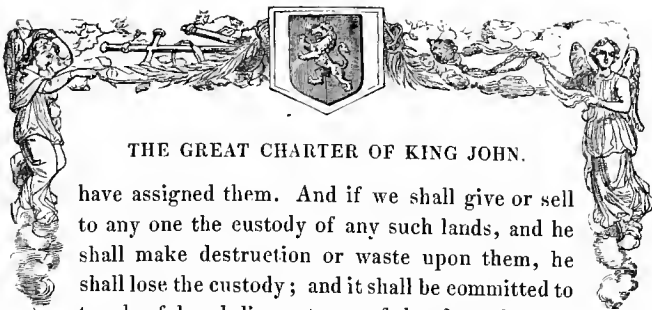 THE GREAT CHARTER OF KING JOHN.
have assigned them. And if we shall give or sell
to any one the custody of any such lands, and he
shall make destruction or waste upon them, he
shall lose the custody; and it shall be committed to